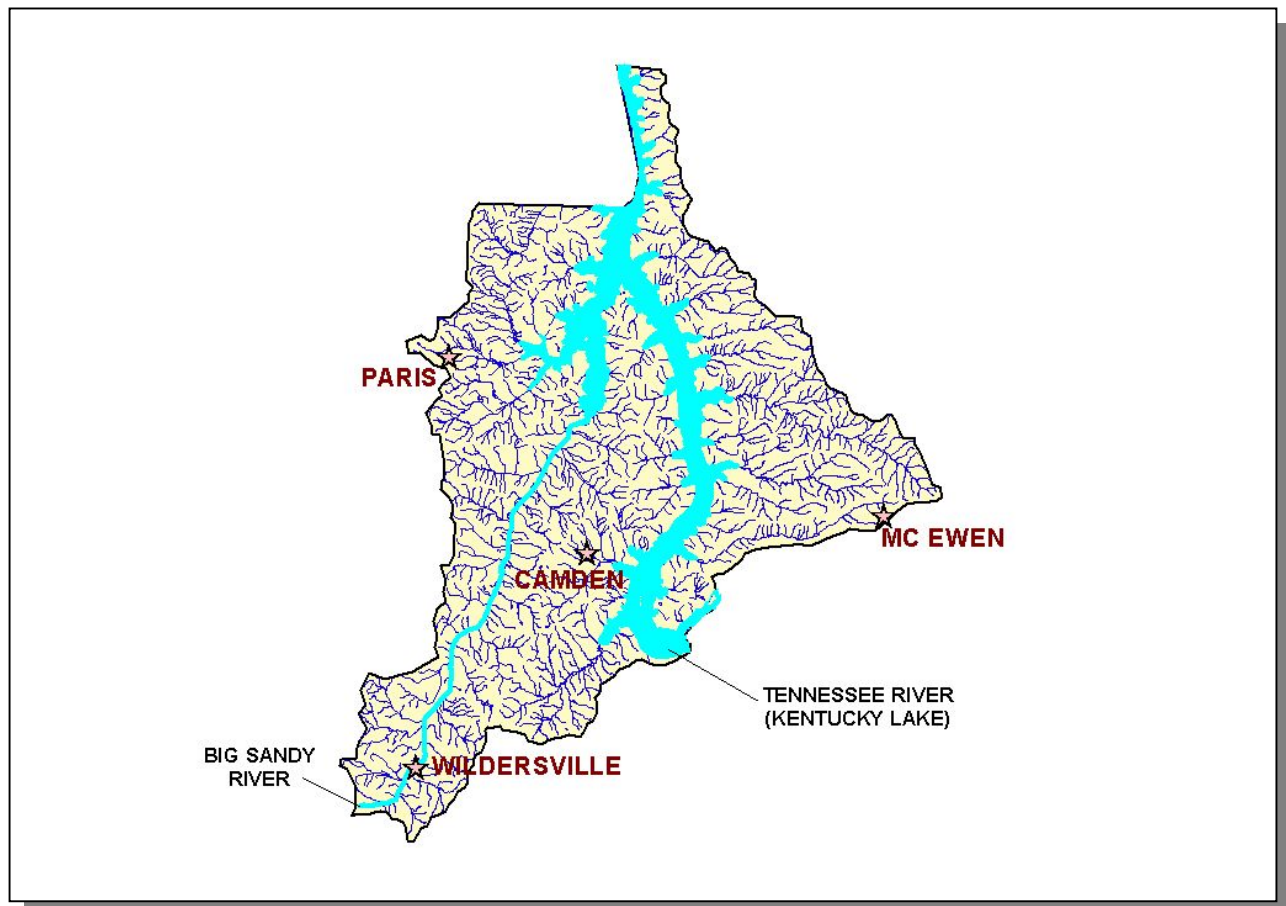 PARIS
MC EWEN
CAMDEN
TENNESSEE RIVER
(KENTUCKY LAKE)
BIG SANDY
RIVER
WILDERSVILLE